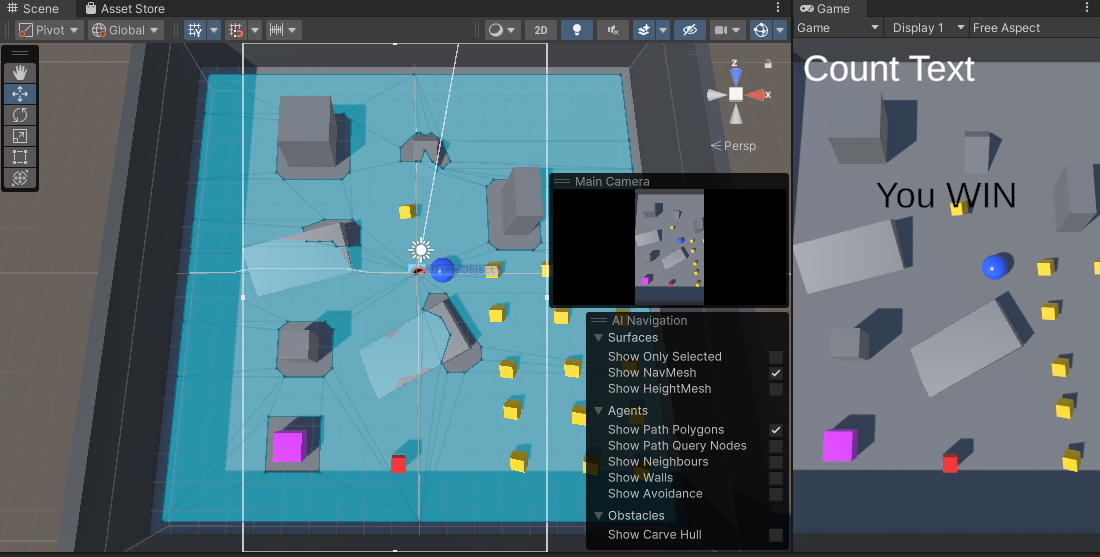 Scene
Asset Store
Game
Pivot
Global
2D
Game
Display 1
Free Aspect
Count Text
z
x
Persp
Main Camera
You WIN
GameObject
AI Navigation
Surfaces
Show Only Selected
Show NavMesh
Show HeightMesh
Agents
Show Path Polygons
Show Path Query Nodes
Show Neighbours
Show Walls
Show Avoidance
Obstacles
Show Carve Hull